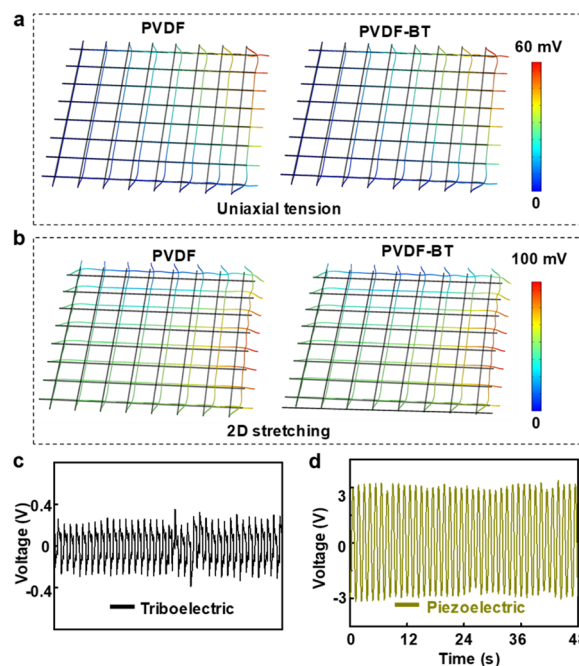 a
PVDF
PVDF-BT
60 mV
0
Uniaxial tension
b
PVDF
PVDF-BT
100 mV
0
2D stretching
c
Voltage (V)
-0.4
0
-0.4
Triboelectric
d
Voltage (V)
3
0
-3
Piezoelectric
0 12 24 36 48
Time (s)